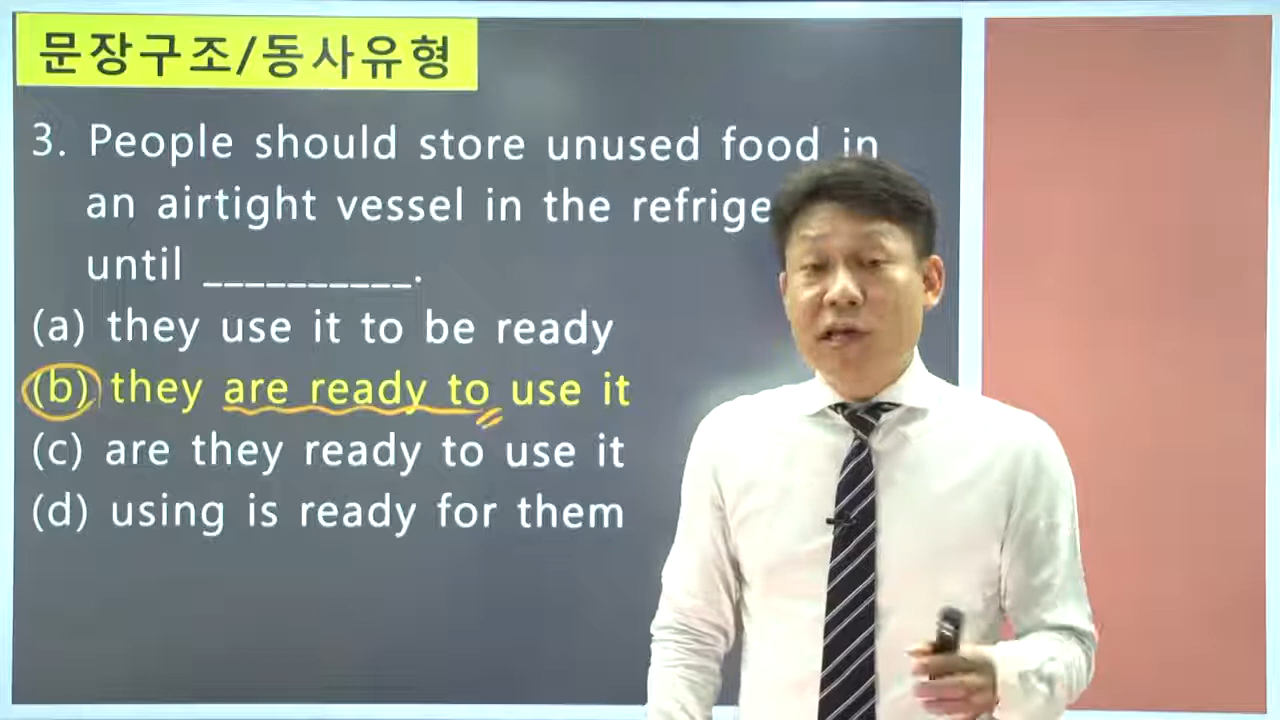 문장구조/동사유형
3. People should store unused food in
an airtight vessel in the
until __________.
(a) they use it to be ready
(b) they are ready to use it
(c) are they ready to use it
(d) using is ready for them